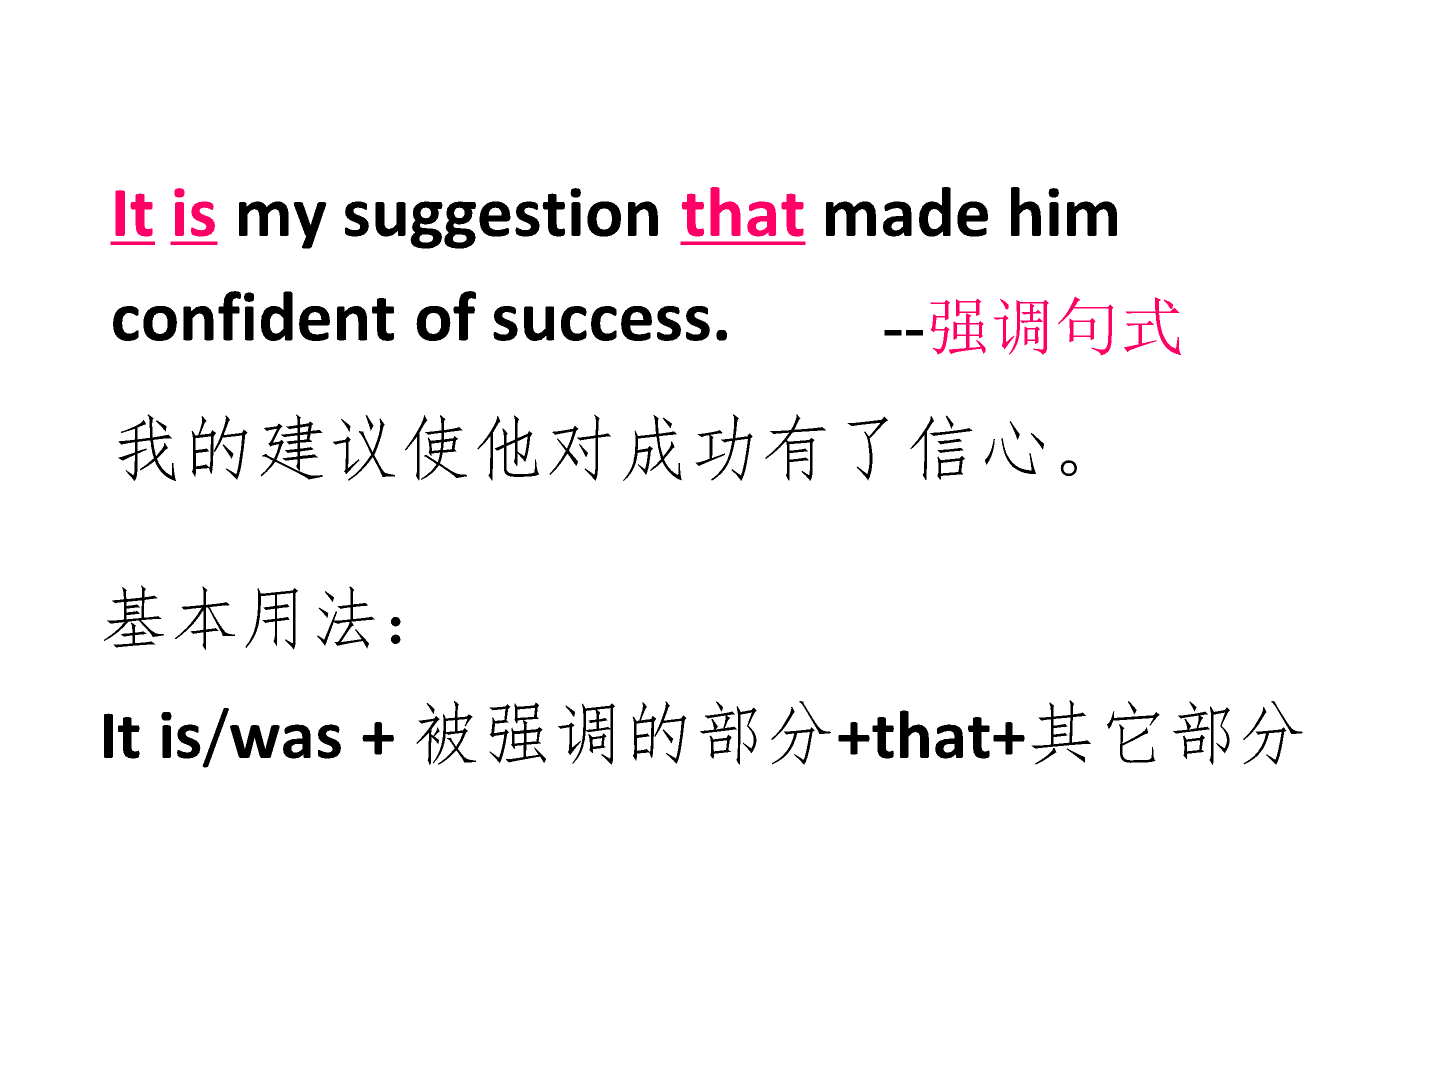 It is my suggestion that made him
confident of success. --强调句式
我的建议使他对成功有了信心。
基本用法：
It is/was + 被强调的部分+that+其它部分